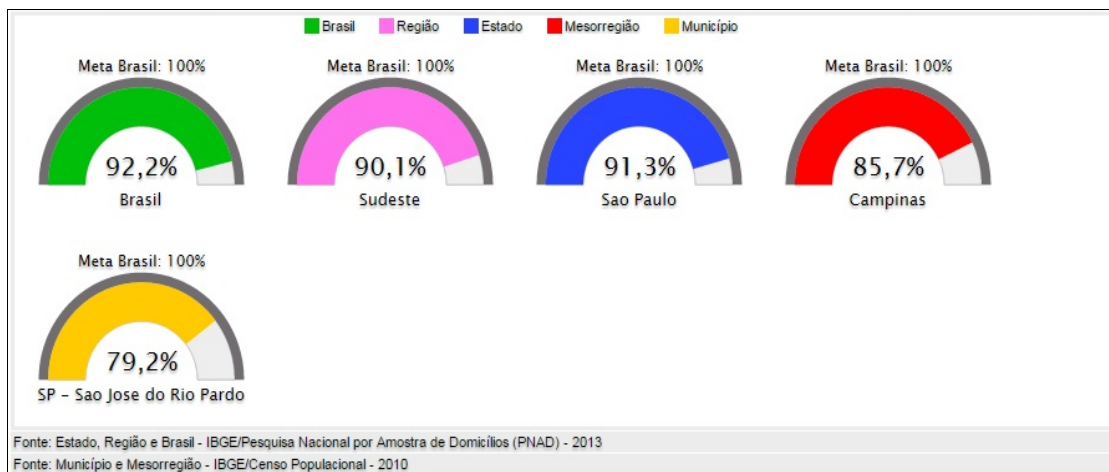 Brasil Região Estado Mesorregião Município
Meta Brasil: 100% Meta Brasil: 100% Meta Brasil: 100% Meta Brasil: 100%
92,2% 90,1% 91,3% 85,7%
Brasil Sudeste Sao Paulo Campinas
Meta Brasil: 100%
79,2%
SP - Sao Jose do Rio Pardo
Fonte: Estado, Região e Brasil - IBGE/Pesquisa Nacional por Amostra de Domicílios (PNAD) - 2013
Fonte: Município e Mesorregião - IBGE/Censo Populacional - 2010